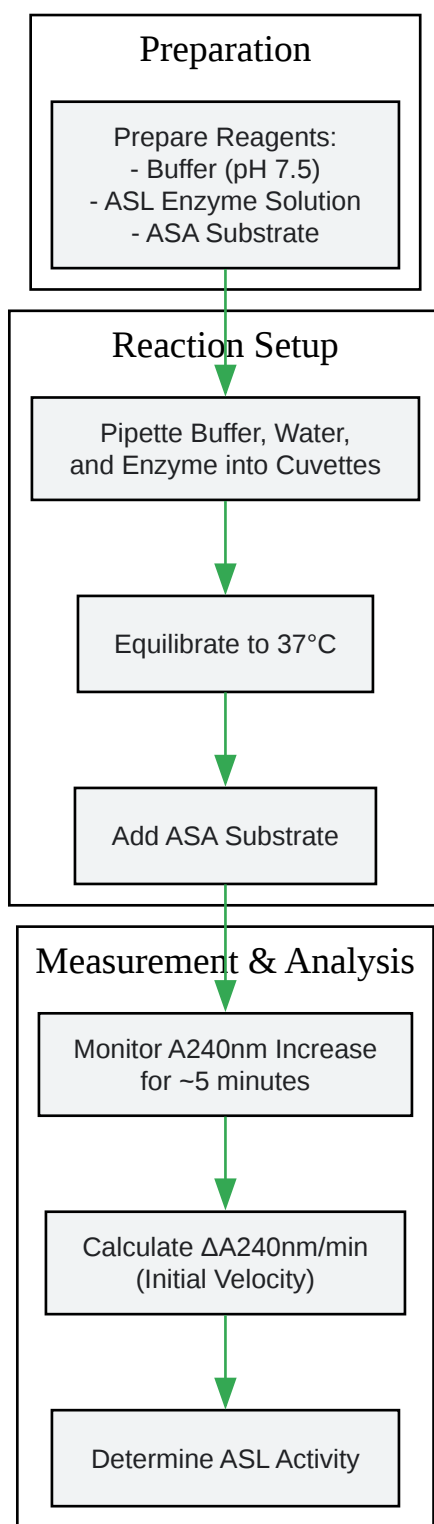 Preparation
Prepare Reagents:
- Buffer (pH 7.5)
- ASL Enzyme Solution
- ASA Substrate
Reaction Setup
Pipette Buffer, Water,
and Enzyme into Cuvettes
Equilibrate to 37°C
Add ASA Substrate
Measurement & Analysis
Monitor A240nm Increase
for ~5 minutes
Calculate ΔA240nm/min
(Initial Velocity)
Determine ASL Activity